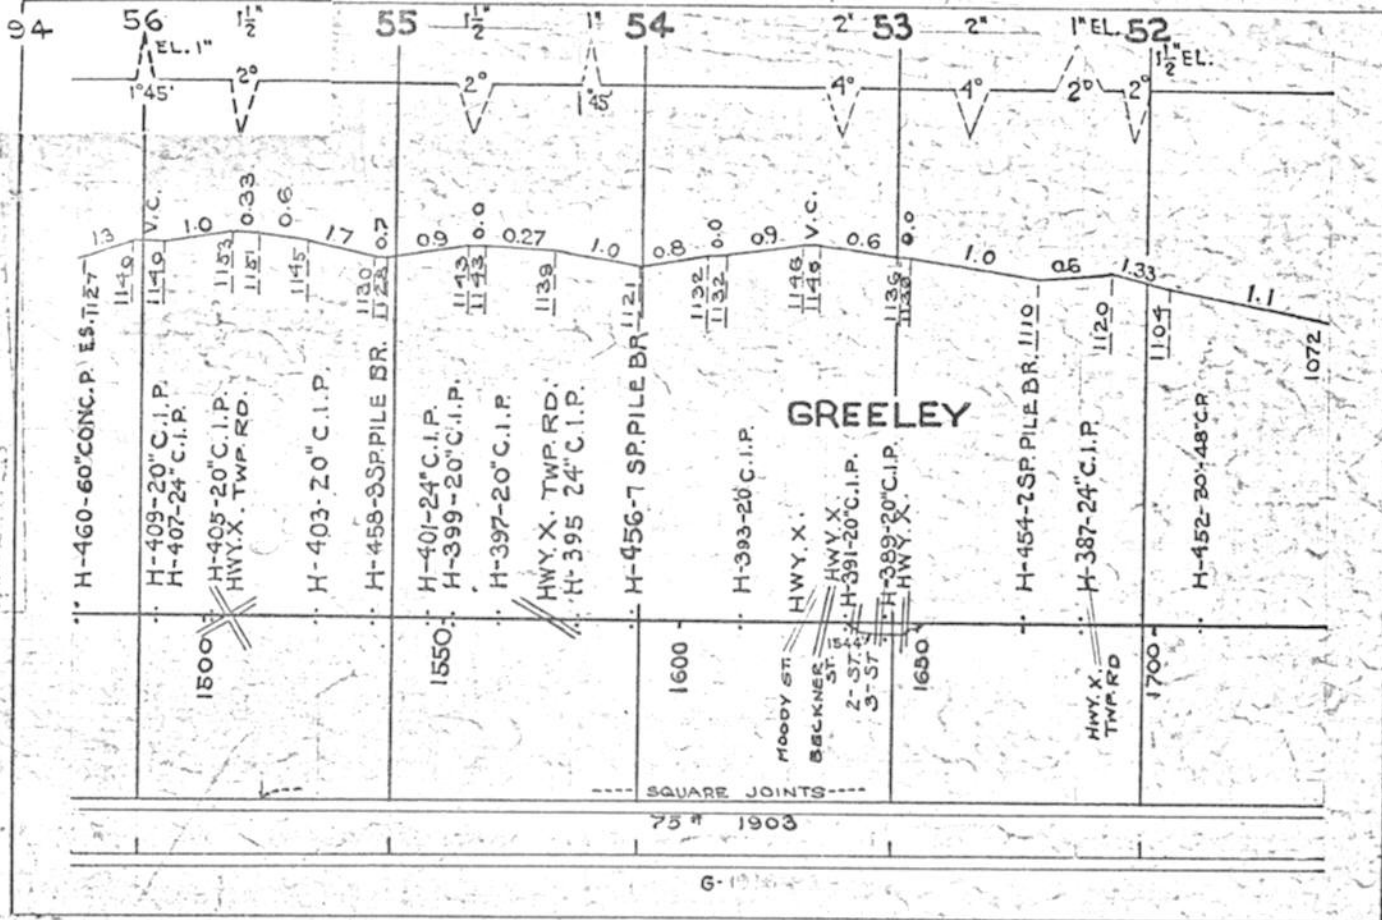 94 56 1½" 55 1½" 1" 54 2' 53 2" 1" EL. 52
EL. 1" 1½" EL.
1°45' 2° 2° 1°45' 4° 4° 2° 2°
1.3 V.C. 1.0 0.33 0.6 1.7 0.7 0.9 0.0 0.27 1.0 0.8 0.0 0.9 V.C. 0.6 0.0 1.0 0.6 1.33 1.1
1140 1140 1153 1151 1145 1130 1128 1143 1143 1139 1121 1132 1132 1146 1146 1136 1110 1120 1104 1072
GREELEY
H-460-60" CONC.P. E.S. 1127
H-409-20" C.I.P.
H-407-24" C.I.P.
H-405-20" C.I.P.
HWY.X. TWP.RD.
H-403-20" C.I.P.
H-458-SP.PILE BR.
H-401-24" C.I.P.
H-399-20" C.I.P.
H-397-20" C.I.P.
HWY.X. TWP.RD.
H-395 24" C.I.P.
H-456-7 SP.PILE BR.
H-393-20" C.I.P.
HWY.X.
HWY.X
H-391-20" C.I.P.
H-389-20" C.I.P.
HWY.X.
H-454-2 SP. PILE BR.
H-387-24" C.I.P.
H-452-30"-48" C.P.
1500 1550 1600 1544' 1650 1700
MOODY ST.
BECKNER ST.
2- ST.
3- ST
HWY.X.
TWP.RD
SQUARE JOINTS
75 # 1903
G-